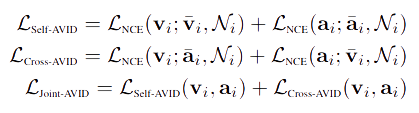 ℒ_Self-AVID = ℒ_NCE(v_i; v̄_i, 𝒩_i) + ℒ_NCE(a_i; ā_i, 𝒩_i)
ℒ_Cross-AVID = ℒ_NCE(v_i; ā_i, 𝒩_i) + ℒ_NCE(a_i; v̄_i, 𝒩_i)
ℒ_Joint-AVID = ℒ_Self-AVID(v_i, a_i) + ℒ_Cross-AVID(v_i, a_i)